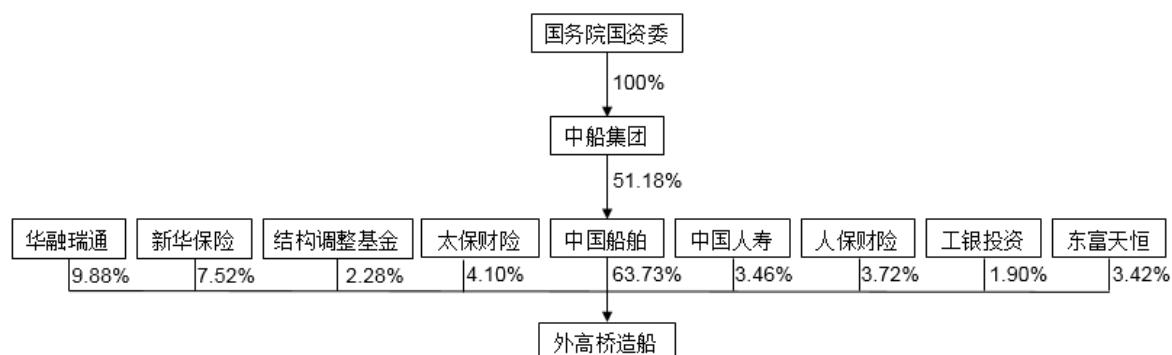 国务院国资委
100%
中船集团
51.18%
华融瑞通 新华保险 结构调整基金 太保财险 中国船舶 中国人寿 人保财险 工银投资 东富天恒
9.88% 7.52% 2.28% 4.10% 63.73% 3.46% 3.72% 1.90% 3.42%
外高桥造船